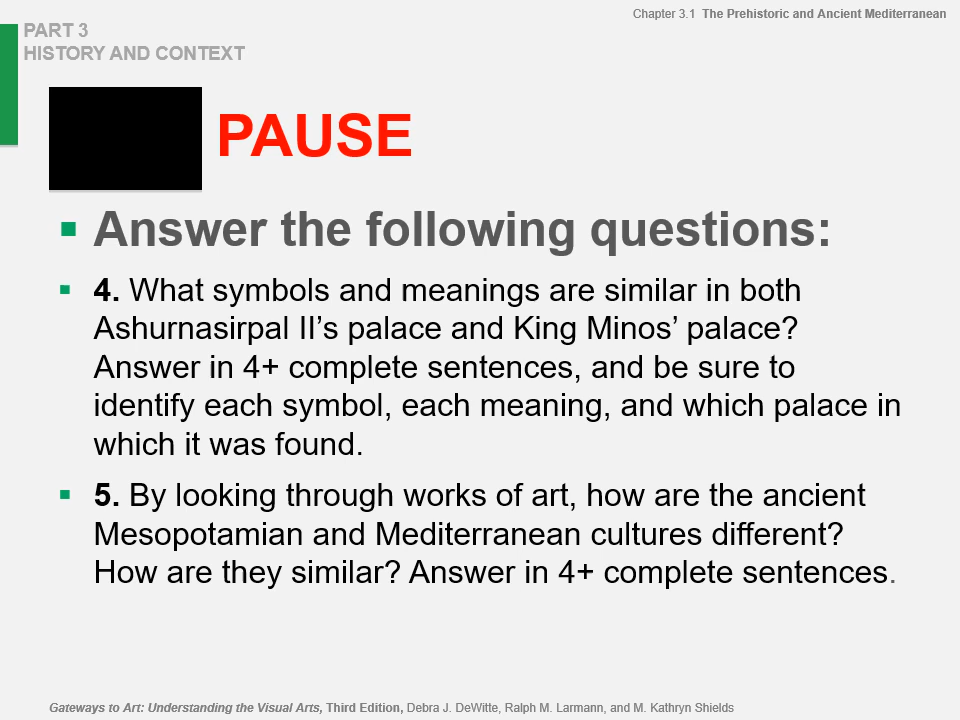 Chapter 3.1 The Prehistoric and Ancient Mediterranean
PART 3
HISTORY AND CONTEXT
PAUSE
▪ Answer the following questions:
▪ 4. What symbols and meanings are similar in both
Ashurnasirpal II’s palace and King Minos’ palace?
Answer in 4+ complete sentences, and be sure to
identify each symbol, each meaning, and which palace in
which it was found.
▪ 5. By looking through works of art, how are the ancient
Mesopotamian and Mediterranean cultures different?
How are they similar? Answer in 4+ complete sentences.
Gateways to Art: Understanding the Visual Arts, Third Edition, Debra J. DeWitte, Ralph M. Larmann, and M. Kathryn Shields